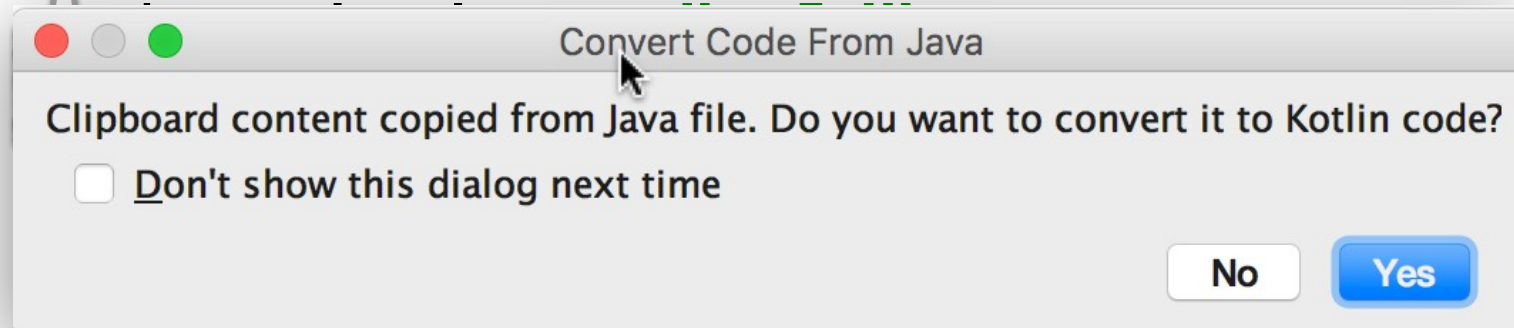 Convert Code From Java
Clipboard content copied from Java file. Do you want to convert it to Kotlin code?
Don't show this dialog next time
No Yes